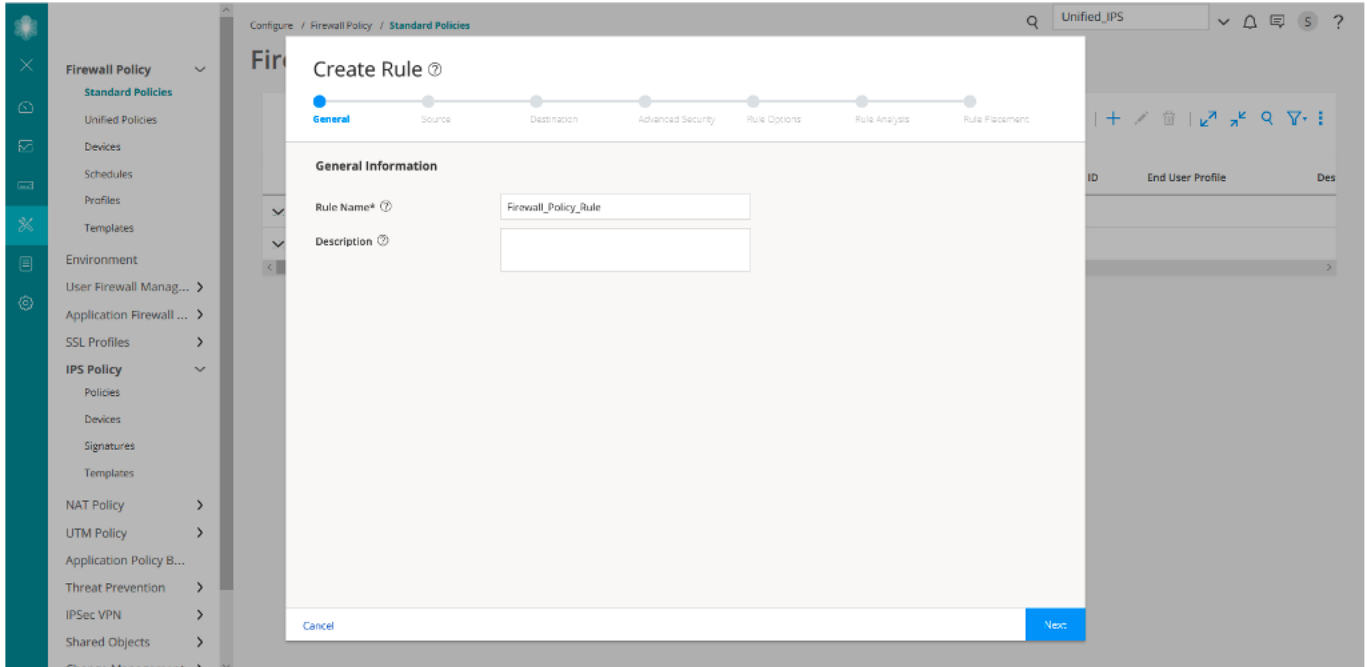 Configure / Firewall Policy / Standard Policies
Unified_IPS
S
?
Fir
Firewall Policy
Standard Policies
Unified Policies
Devices
Schedules
Profiles
Templates
Environment
User Firewall Manag...
Application Firewall ...
SSL Profiles
IPS Policy
Policies
Devices
Signatures
Templates
NAT Policy
UTM Policy
Application Policy B...
Threat Prevention
IPSec VPN
Shared Objects
Change Management
Create Rule ?
General
Source
Destination
Advanced Security
Rule Options
Rule Analysis
Rule Placement
General Information
Rule Name* ?
Firewall_Policy_Rule
Description ?
Cancel
Next
ID
End User Profile
Des